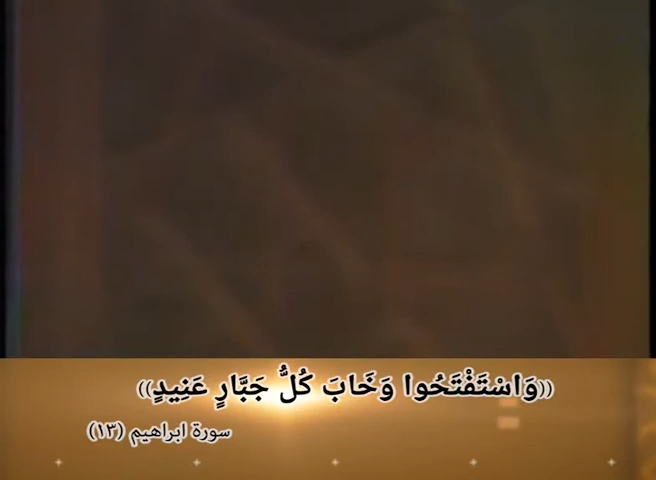 ((وَاسْتَفْتَحُوا وَخَابَ كُلُّ جَبَّارٍ عَنِيدٍ))
سورة ابراهيم (١٣)